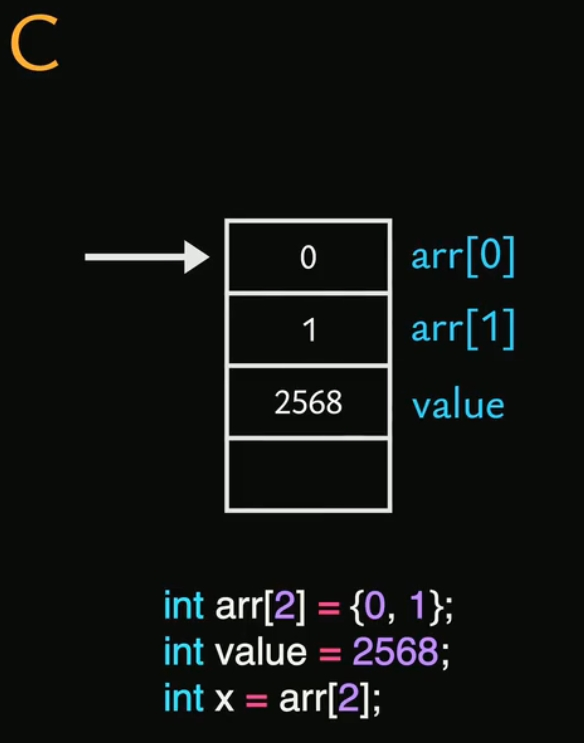 C
0 arr[0]
1 arr[1]
2568 value
int arr[2] = {0, 1};
int value = 2568;
int x = arr[2];